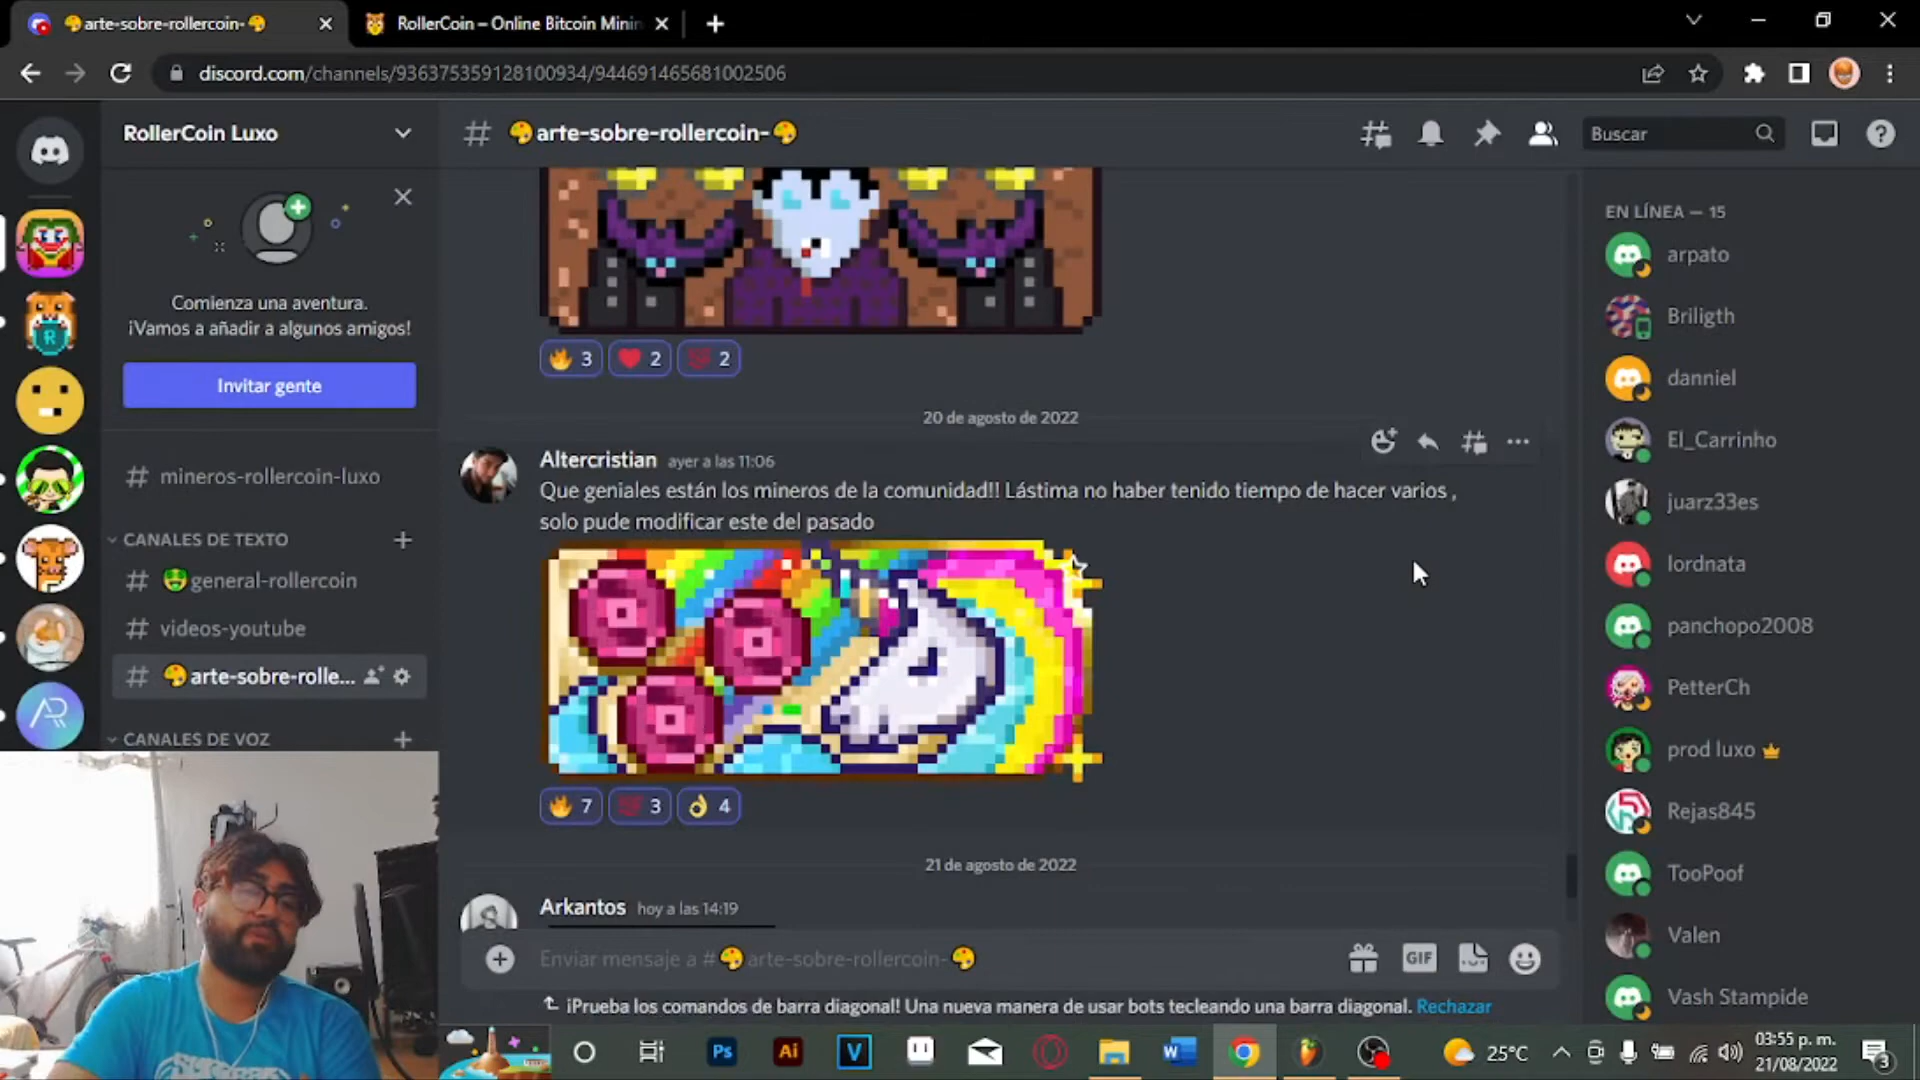 🎨arte-sobre-rollercoin-🎨
RollerCoin – Online Bitcoin Minin
discord.com/channels/936375359128100934/944691465681002506
RollerCoin Luxo
# 🎨arte-sobre-rollercoin-🎨
Buscar
Comienza una aventura.
¡Vamos a añadir a algunos amigos!
Invitar gente
# mineros-rollercoin-luxo
CANALES DE TEXTO
# 🤑general-rollercoin
# videos-youtube
# 🎨arte-sobre-rolle...
CANALES DE VOZ
🔥 3 ❤️ 2 💯 2
20 de agosto de 2022
Altercristian ayer a las 11:06
Que geniales están los mineros de la comunidad!! Lástima no haber tenido tiempo de hacer varios ,
solo pude modificar este del pasado
🔥 7 💯 3 👌 4
21 de agosto de 2022
Arkantos hoy a las 14:19
Enviar mensaje a #🎨arte-sobre-rollercoin-🎨
GIF
¡Prueba los comandos de barra diagonal! Una nueva manera de usar bots tecleando una barra diagonal. Rechazar
EN LÍNEA — 15
arpato
Briligth
danniel
El_Carrinho
juarz33es
lordnata
panchopo2008
PetterCh
prod luxo
Rejas845
TooPoof
Valen
Vash Stampide
Ps
Ai
V
25°C
03:55 p. m.
21/08/2022
3